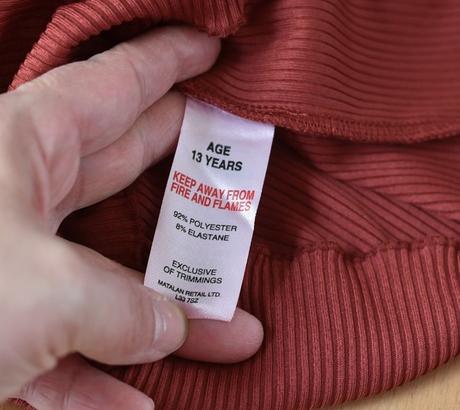 AGE
13 YEARS
KEEP AWAY FROM
FIRE AND FLAMES
92% POLYESTER
8% ELASTANE
EXCLUSIVE
OF TRIMMINGS
MATALAN RETAIL LTD.
L33 7SZ